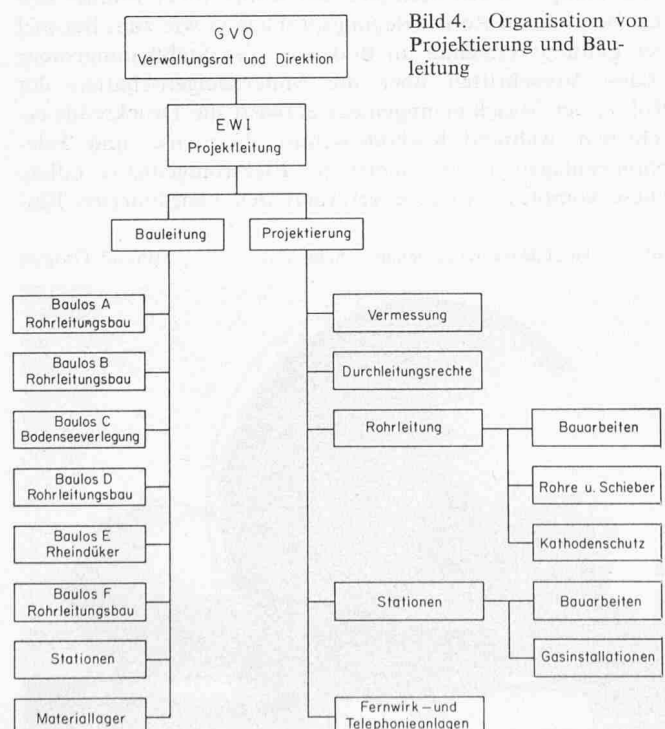 Bild 4. Organisation von
Projektierung und Bau-
leitung
GVO
Verwaltungsrat und Direktion
EWI
Projektleitung
Bauleitung
Projektierung
Baulos A
Rohrleitungsbau
Baulos B
Rohrleitungsbau
Baulos C
Bodenseeverlegung
Baulos D
Rohrleitungsbau
Baulos E
Rheindüker
Baulos F
Rohrleitungsbau
Stationen
Materiallager
Vermessung
Durchleitungsrechte
Rohrleitung
Bauarbeiten
Rohre u. Schieber
Kathodenschutz
Stationen
Bauarbeiten
Gasinstallationen
Fernwirk – und
Telephonieanlagen